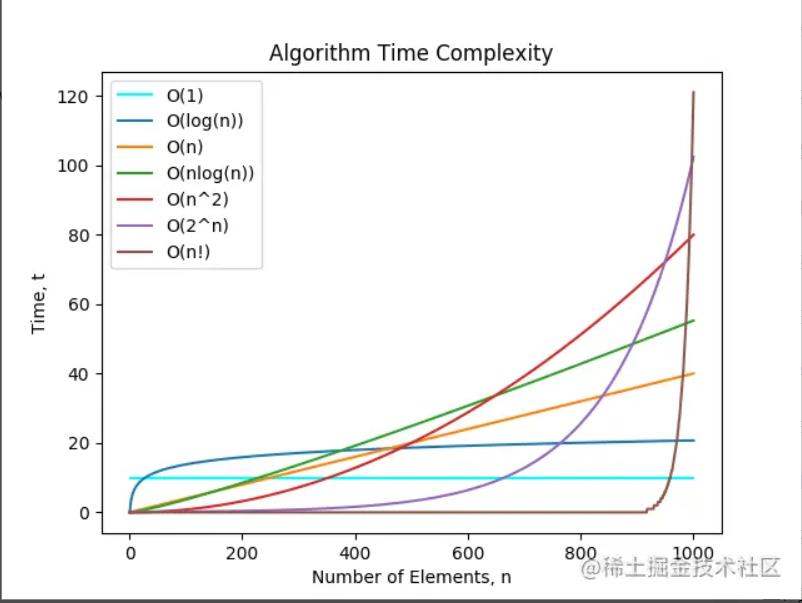 Algorithm Time Complexity
120
100
80
60
40
20
0
Time, t
O(1)
O(log(n))
O(n)
O(nlog(n))
O(n^2)
O(2^n)
O(n!)
0 200 400 600 800 1000
Number of Elements, n
@稀土掘金技术社区